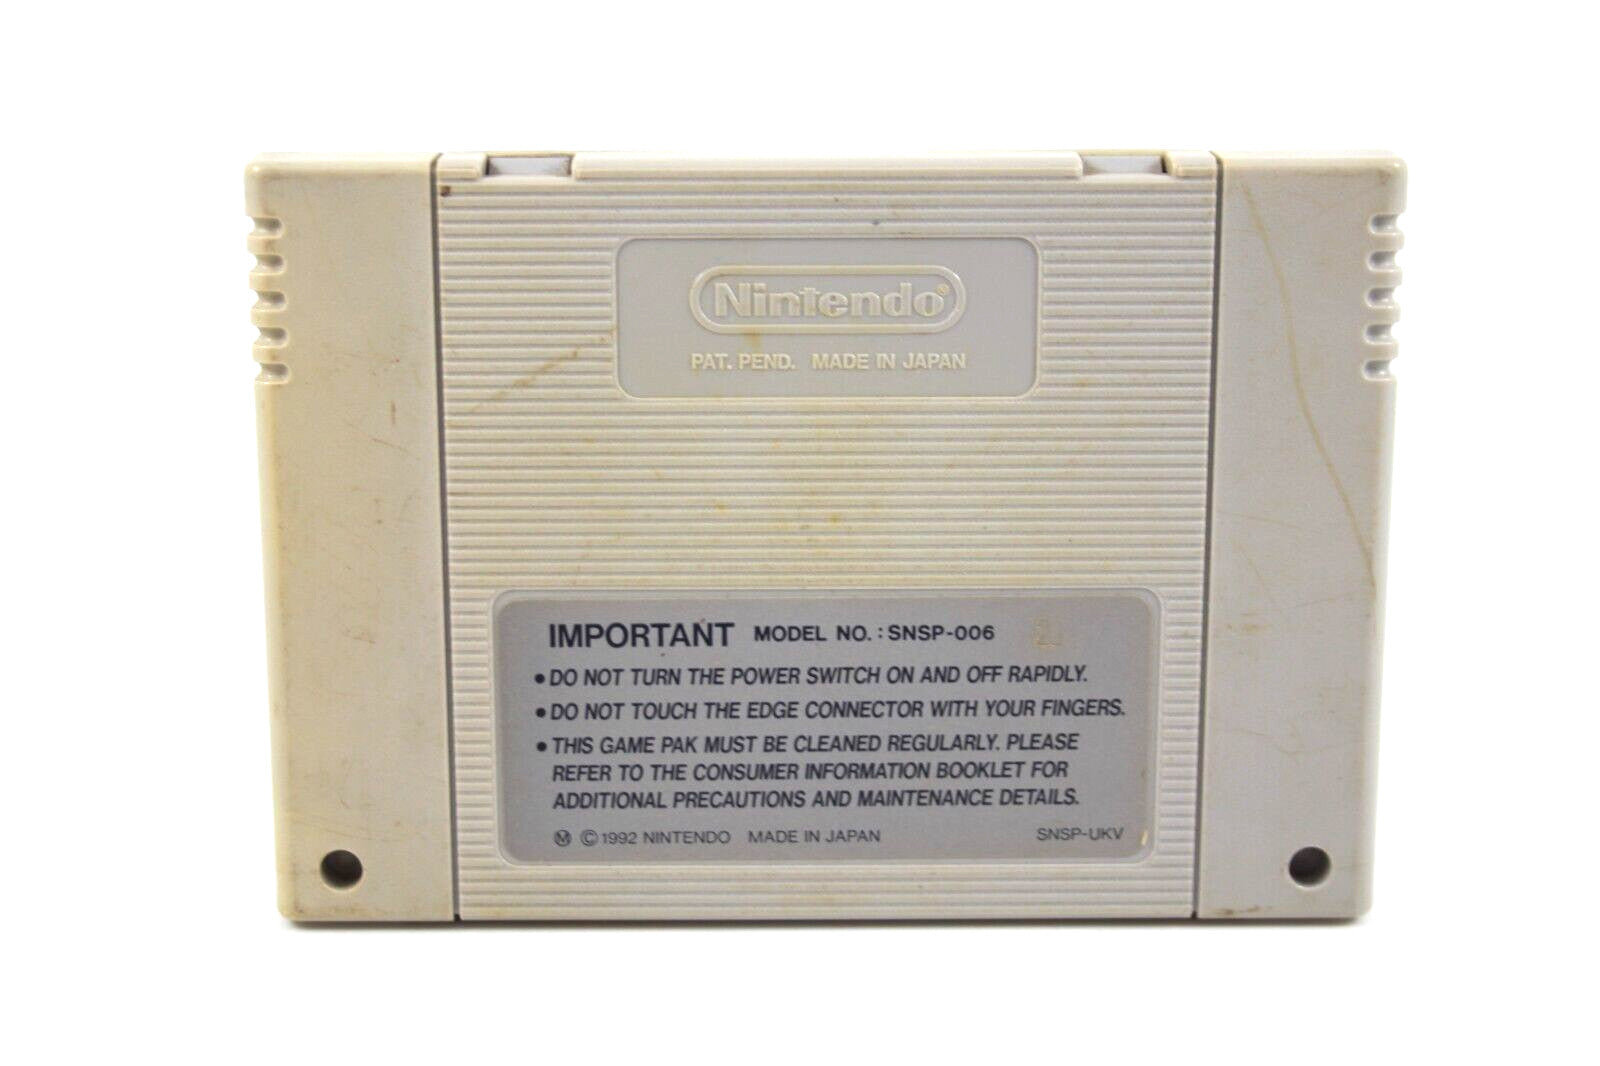 Nintendo®
PAT. PEND. MADE IN JAPAN
IMPORTANT MODEL NO. : SNSP-006
• DO NOT TURN THE POWER SWITCH ON AND OFF RAPIDLY.
• DO NOT TOUCH THE EDGE CONNECTOR WITH YOUR FINGERS.
• THIS GAME PAK MUST BE CLEANED REGULARLY. PLEASE
REFER TO THE CONSUMER INFORMATION BOOKLET FOR
ADDITIONAL PRECAUTIONS AND MAINTENANCE DETAILS.
Ⓜ © 1992 NINTENDO MADE IN JAPAN SNSP-UKV